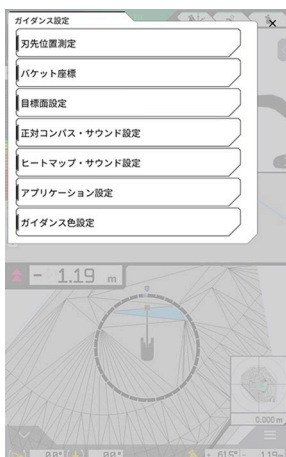 ガイダンス設定
×
刃先位置測定
バケット座標
目標面設定
正対コンパス・サウンド設定
ヒートマップ・サウンド設定
アプリケーション設定
ガイダンス色設定
- 1.19 m
0.000 m